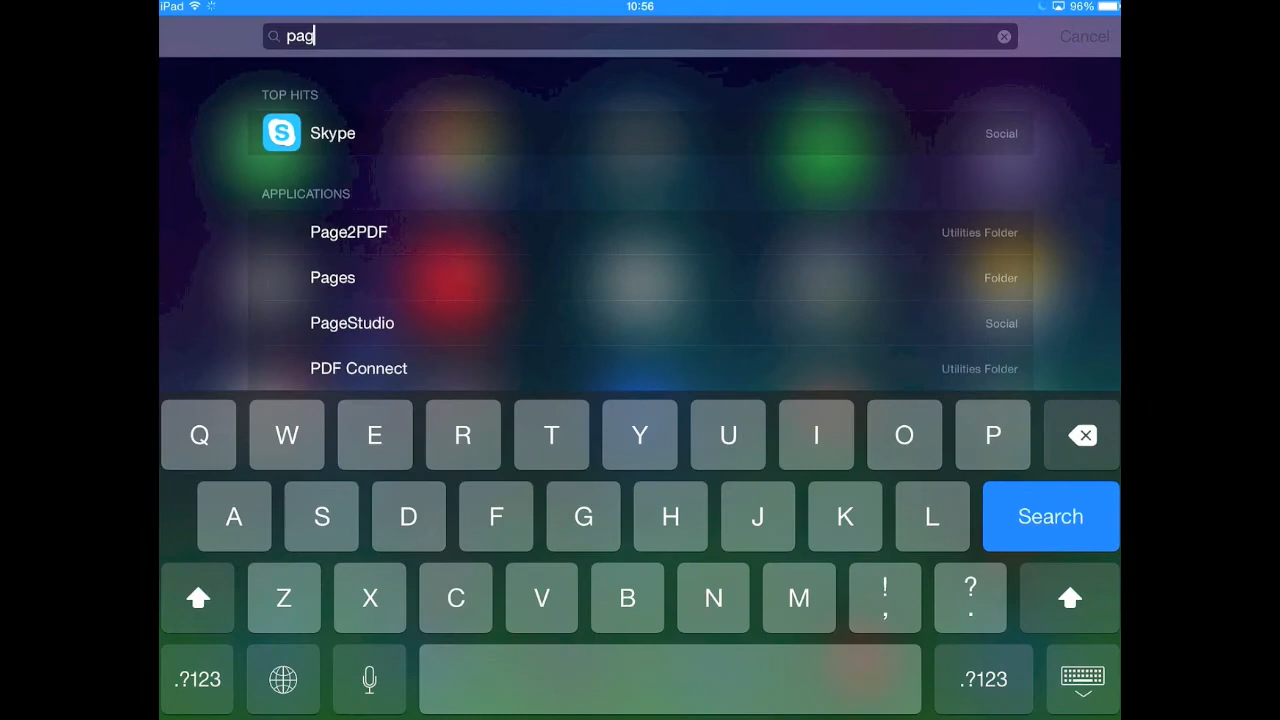 iPad 10:56 96%
pag Cancel
TOP HITS
Skype Social
APPLICATIONS
Page2PDF Utilities Folder
Pages Folder
PageStudio Social
PDF Connect Utilities Folder
Q W E R T Y U I O P
A S D F G H J K L Search
Z X C V B N M ! , ? .
.?123 .?123